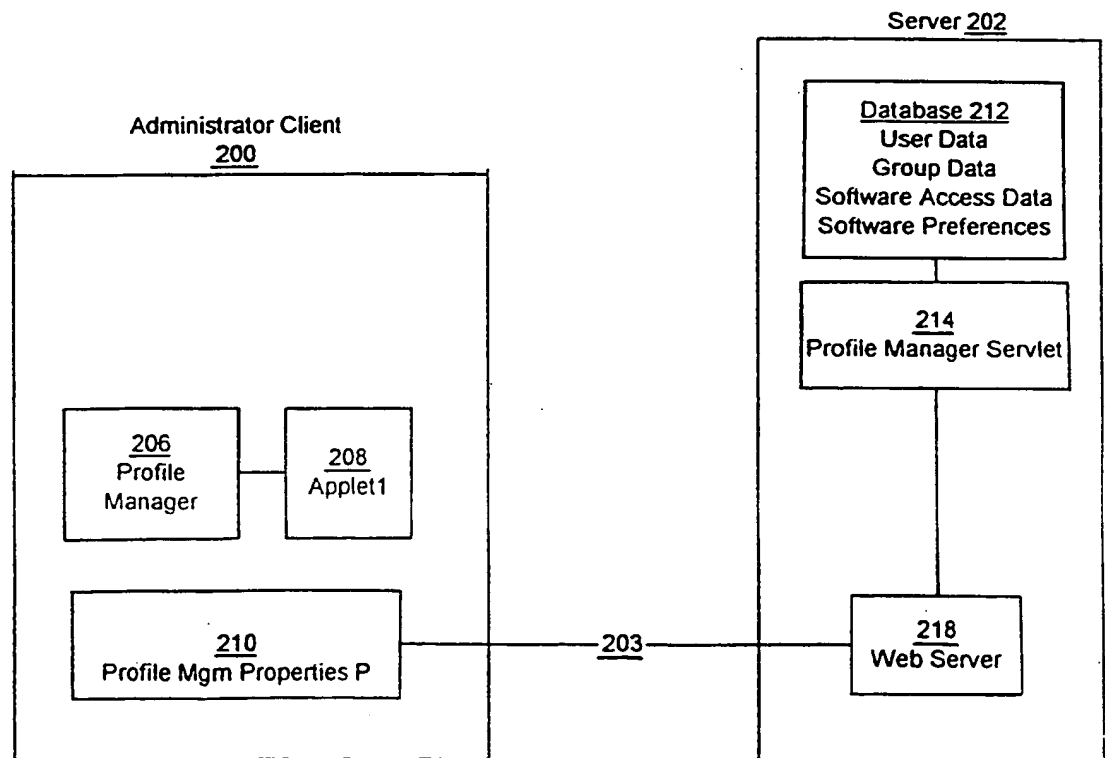 Server 202
Database 212
User Data
Group Data
Software Access Data
Software Preferences
214
Profile Manager Servlet
Administrator Client
200
206
Profile
Manager
208
Applet1
210
Profile Mgm Properties P
203
218
Web Server